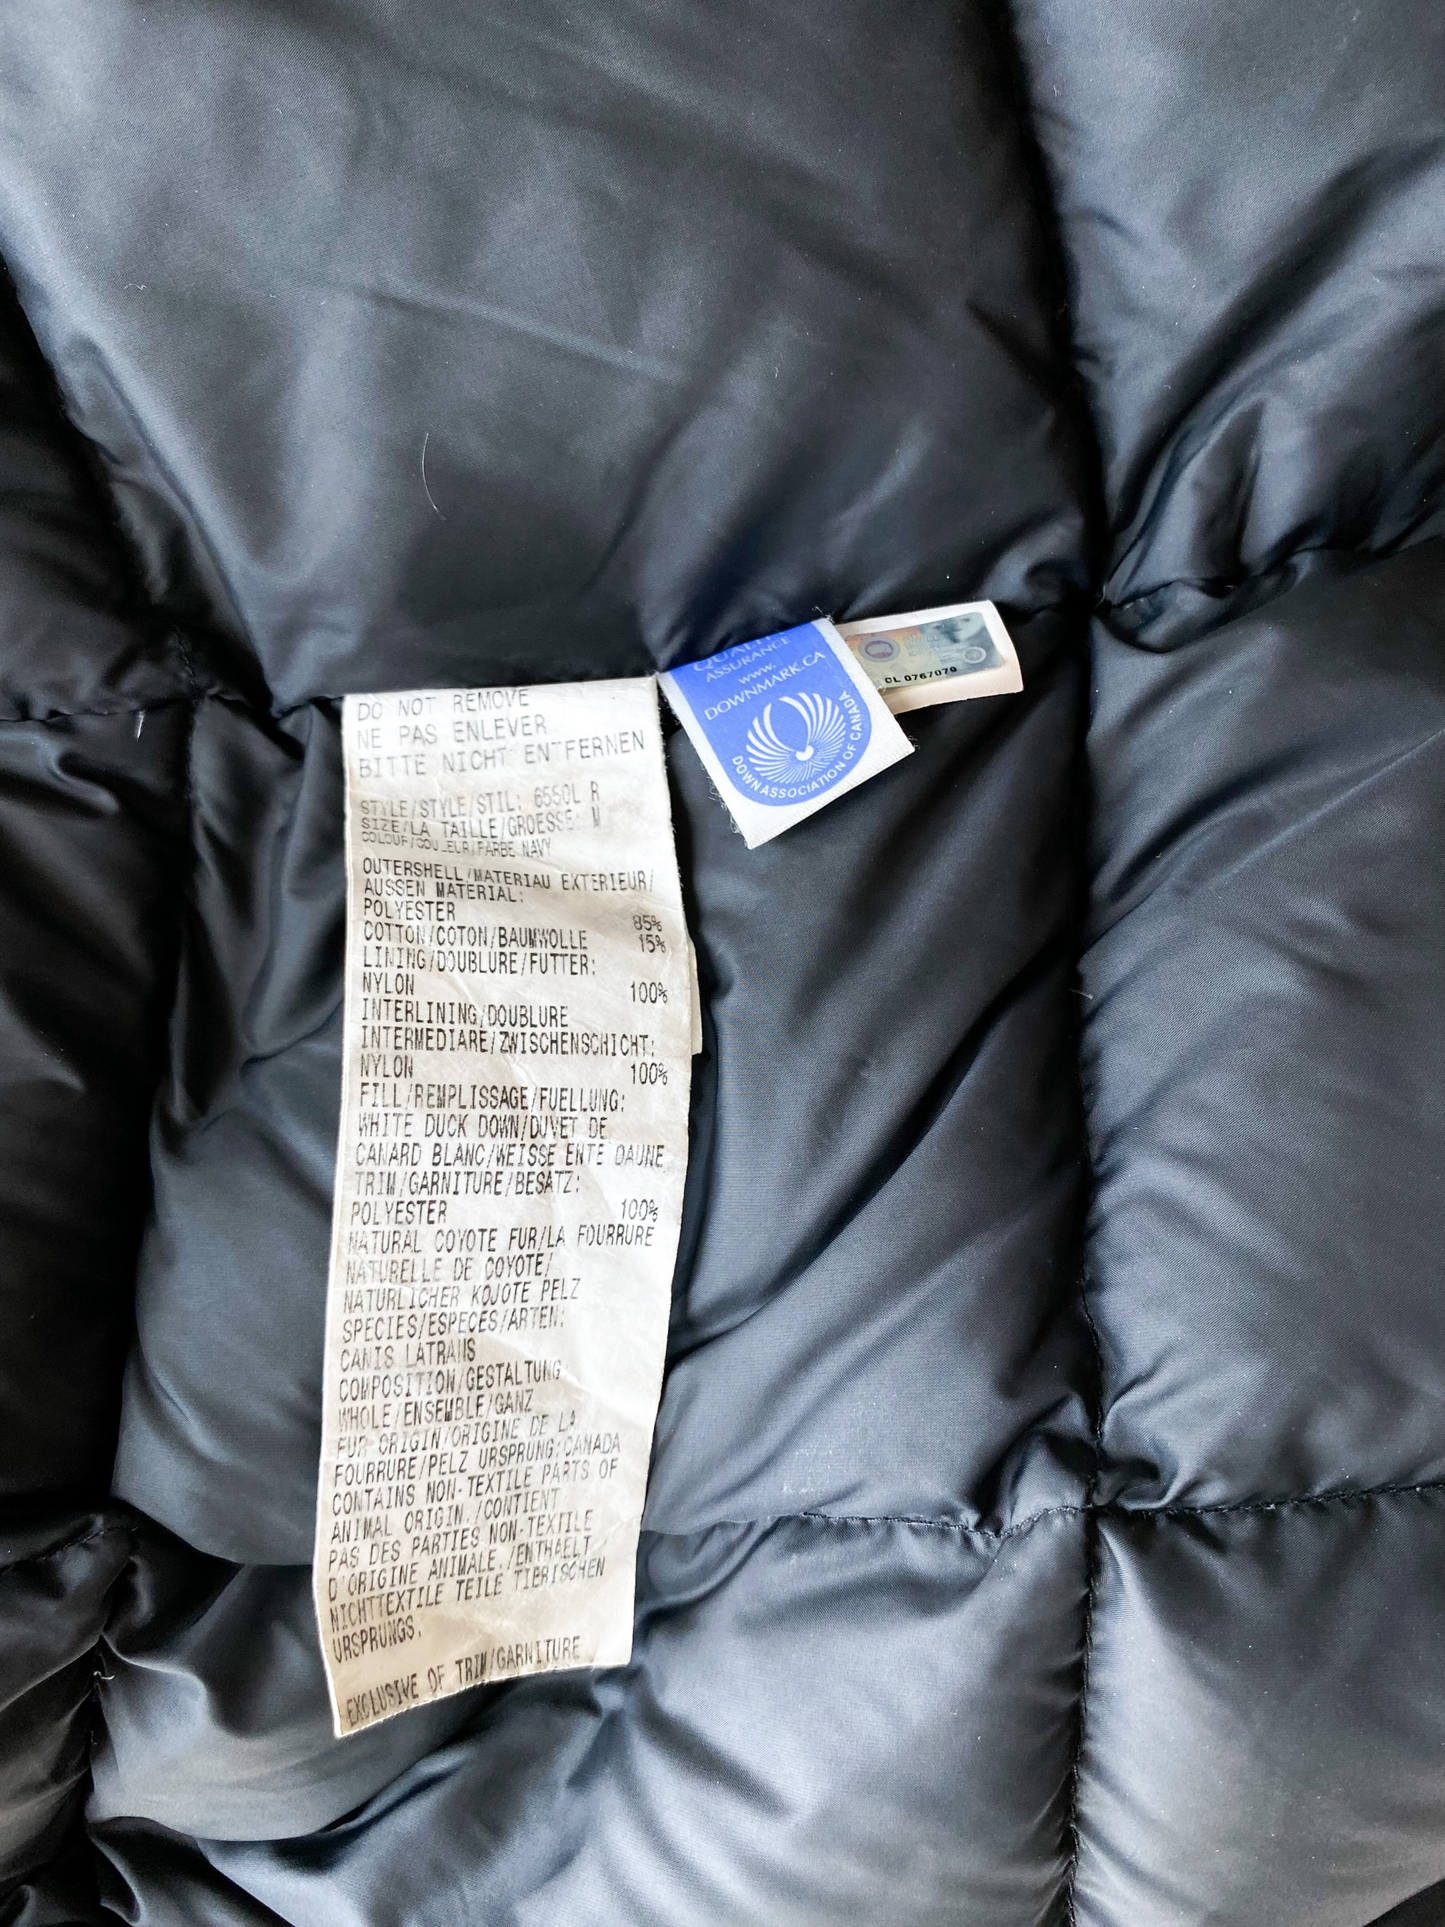 DO NOT REMOVE
NE PAS ENLEVER
BITTE NICHT ENTFERNEN
STYLE/STYLE/STIL: 6550L R
SIZE/LA TAILLE/GROESSE: M
COLOUR/COULEUR/FARBE NAVY
OUTERSHELL/MATERIAU EXTERIEUR/
AUSSEN MATERIAL:
POLYESTER 85%
COTTON/COTON/BAUMWOLLE 15%
LINING/DOUBLURE/FUTTER:
NYLON 100%
INTERLINING/DOUBLURE
INTERMEDIARE/ZWISCHENSCHICHT:
NYLON 100%
FILL/REMPLISSAGE/FUELLUNG:
WHITE DUCK DOWN/DUVET DE
CANARD BLANC/WEISSE ENTE DAUNE
TRIM/GARNITURE/BESATZ:
POLYESTER 100%
NATURAL COYOTE FUR/LA FOURRURE
NATURELLE DE COYOTE/
NATURLICHER KOJOTE PELZ
SPECIES/ESPECES/ARTEN:
CANIS LATRANS
COMPOSITION/GESTALTUNG
WHOLE/ENSEMBLE/GANZ
FUR ORIGIN/ORIGINE DE LA
FOURRURE/PELZ URSPRUNG:CANADA
CONTAINS NON-TEXTILE PARTS OF
ANIMAL ORIGIN./CONTIENT
PAS DES PARTIES NON-TEXTILE
D'ORIGINE ANIMALE./ENTHAELT
NICHTTEXTILE TEILE TIERISCHEN
URSPRUNGS.
EXCLUSIVE OF TRIM/GARNITURE
QUALITY
ASSURANCE
www.
DOWNMARK.CA
DOWN ASSOCIATION OF CANADA
CL 0767079